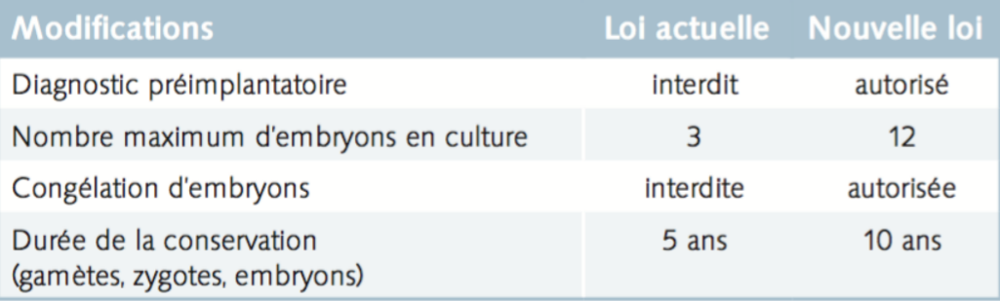 Modifications Loi actuelle Nouvelle loi
Diagnostic préimplantatoire interdit autorisé
Nombre maximum d'embryons en culture 3 12
Congélation d'embryons interdite autorisée
Durée de la conservation 5 ans 10 ans
(gamètes, zygotes, embryons)